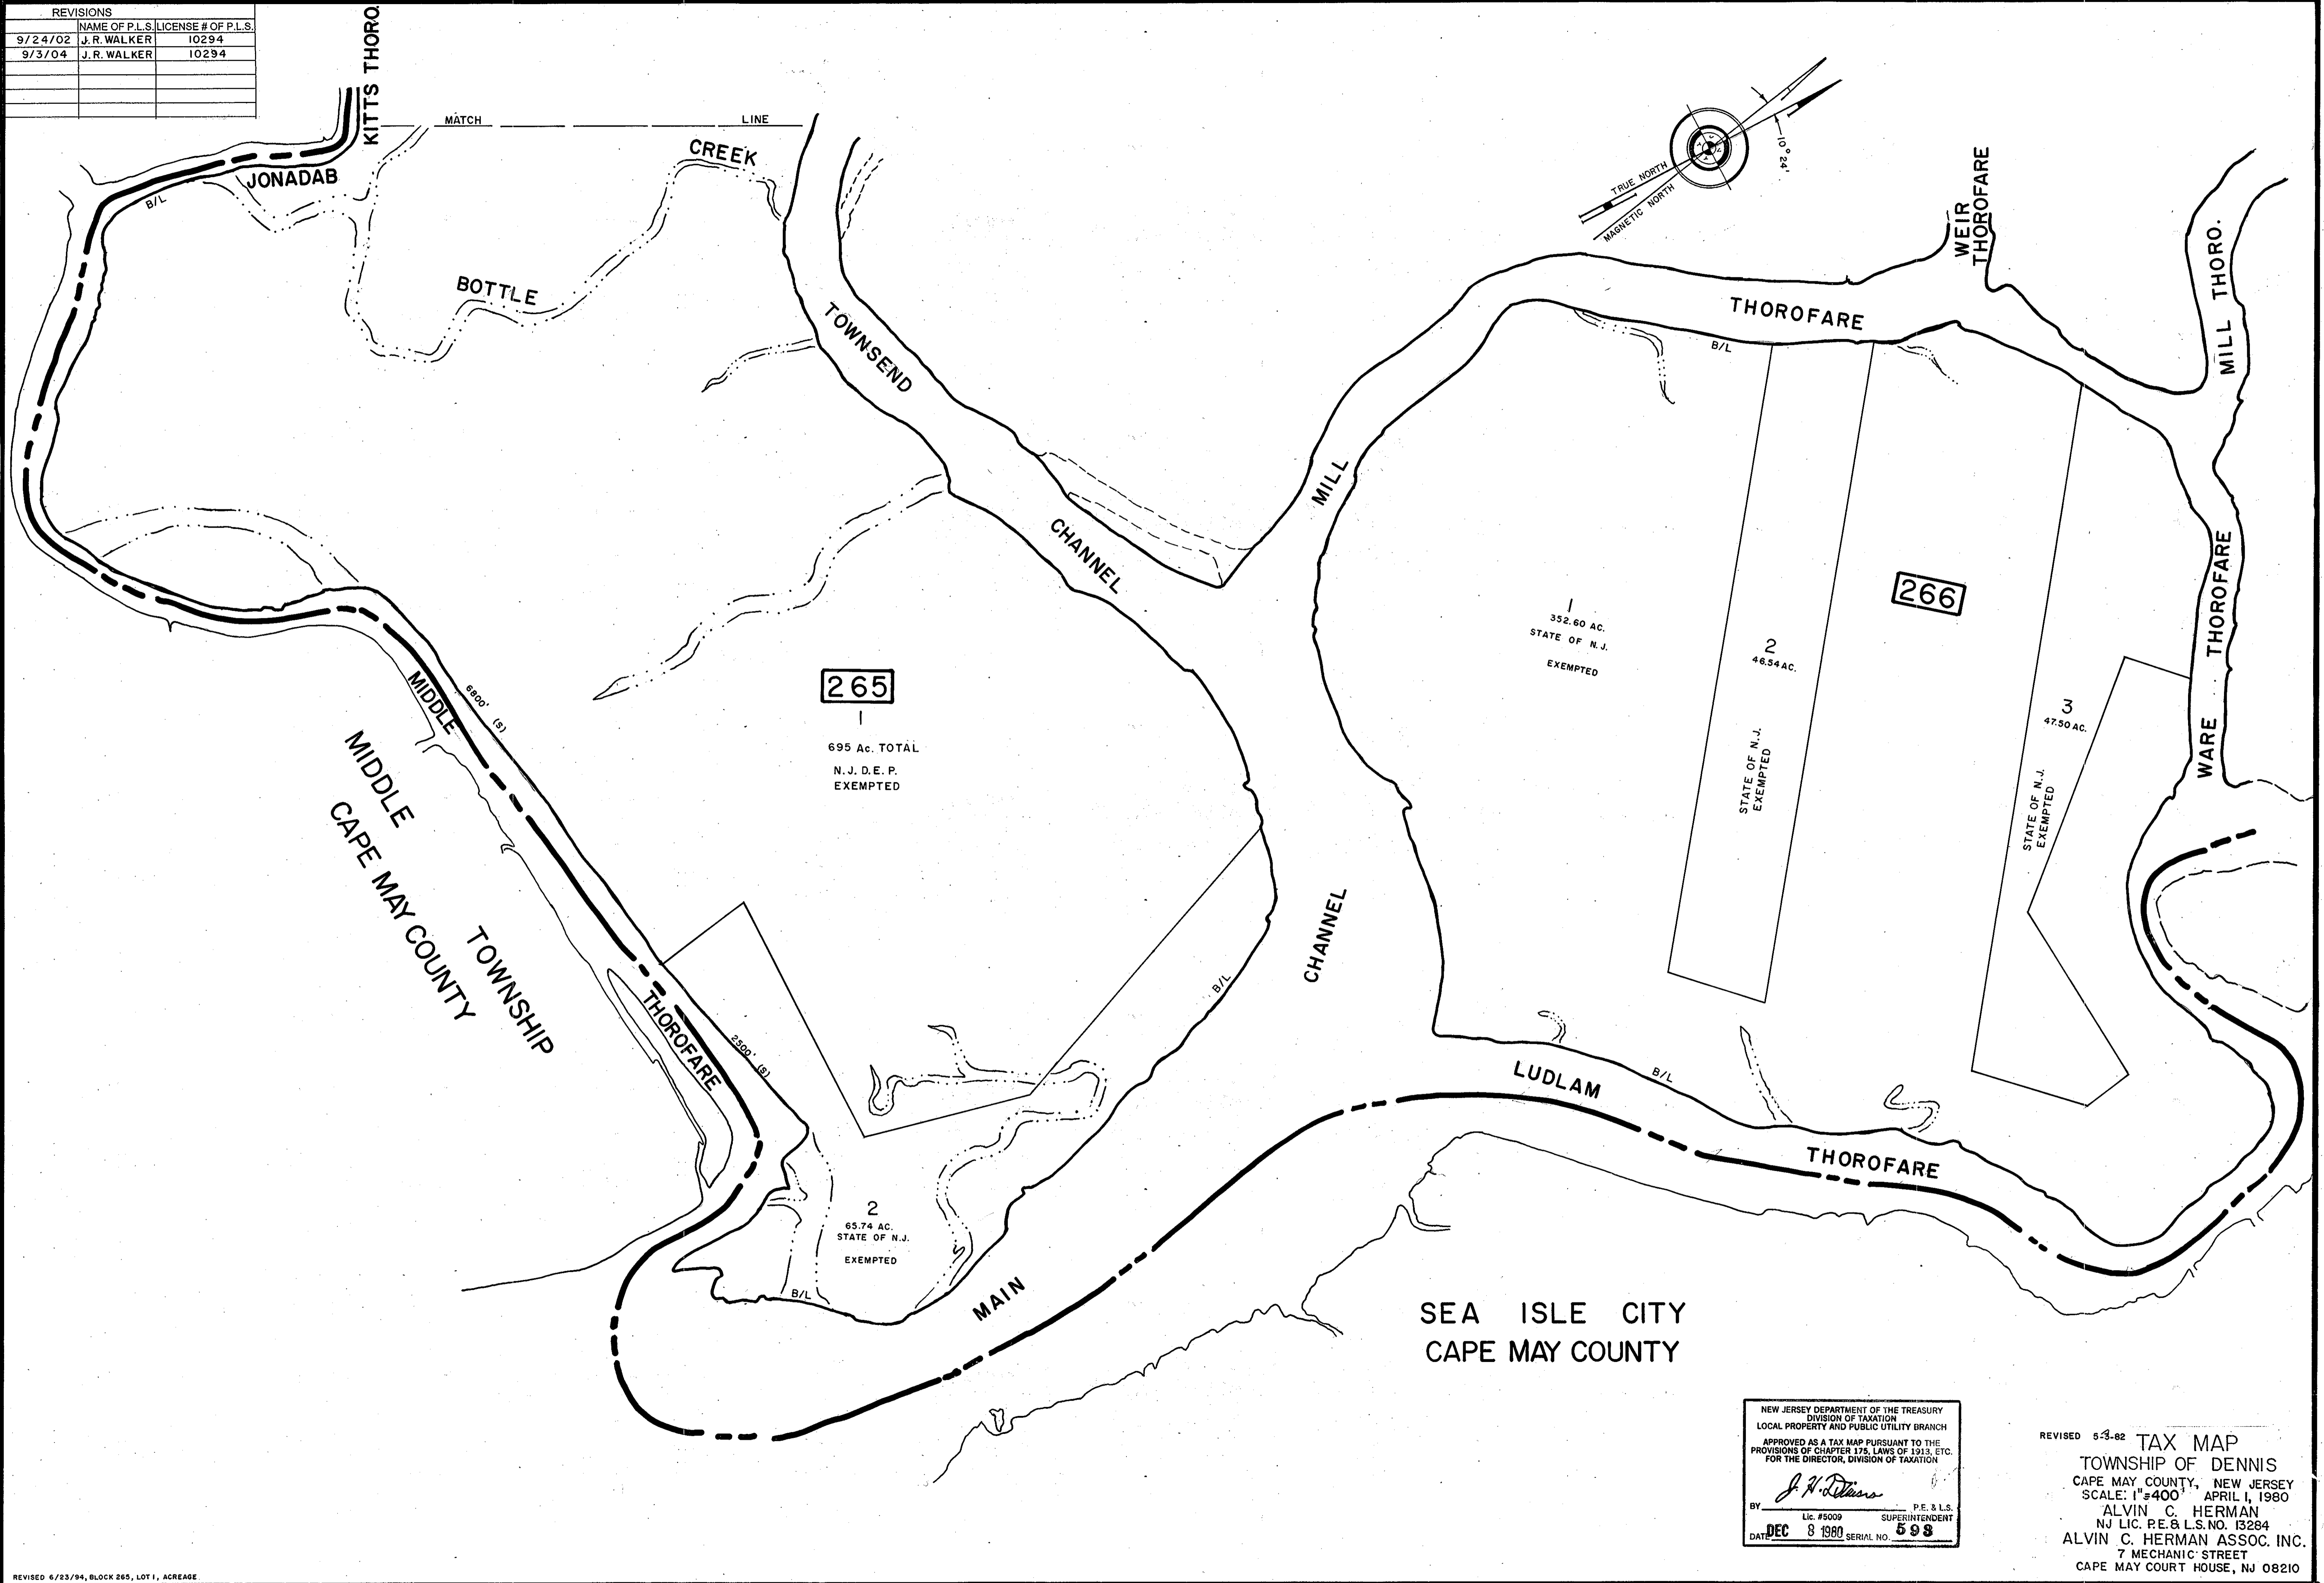 REVISIONS
NAME OF P.L.S. LICENSE # OF P.L.S.
9/24/02 J.R. WALKER 10294
9/3/04 J.R. WALKER 10294
KITTS THORO.
MATCH LINE
JONADAB
B/L
CREEK
BOTTLE
TOWNSEND
CHANNEL
10° 24'
TRUE NORTH
MAGNETIC NORTH
WEIR
THOROFARE
MILL THORO.
THOROFARE
B/L
MILL
WARE THOROFARE
266
1
352.60 AC.
STATE OF N.J.
EXEMPTED
2
46.54 AC.
STATE OF N.J.
EXEMPTED
3
47.50 AC.
STATE OF N.J.
EXEMPTED
265
1
695 Ac. TOTAL
N.J. D.E.P.
EXEMPTED
MIDDLE
6800' (S)
MIDDLE TOWNSHIP
CAPE MAY COUNTY
THOROFARE
2500' (S)
B/L
CHANNEL
LUDLAM
B/L
THOROFARE
2
65.74 AC.
STATE OF N.J.
EXEMPTED
B/L
MAIN
SEA ISLE CITY
CAPE MAY COUNTY
NEW JERSEY DEPARTMENT OF THE TREASURY
DIVISION OF TAXATION
LOCAL PROPERTY AND PUBLIC UTILITY BRANCH
APPROVED AS A TAX MAP PURSUANT TO THE
PROVISIONS OF CHAPTER 175, LAWS OF 1913, ETC.
FOR THE DIRECTOR, DIVISION OF TAXATION
BY P.E. & L.S.
Lic. #5009 SUPERINTENDENT
DATE DEC 8 1980 SERIAL NO. 593
REVISED 5-3-82 TAX MAP
TOWNSHIP OF DENNIS
CAPE MAY COUNTY, NEW JERSEY
SCALE: 1"=400' APRIL 1, 1980
ALVIN C. HERMAN
NJ LIC. P.E. & L.S. NO. 13284
ALVIN C. HERMAN ASSOC. INC.
7 MECHANIC STREET
CAPE MAY COURT HOUSE, NJ 08210
REVISED 6/23/94, BLOCK 265, LOT 1, ACREAGE